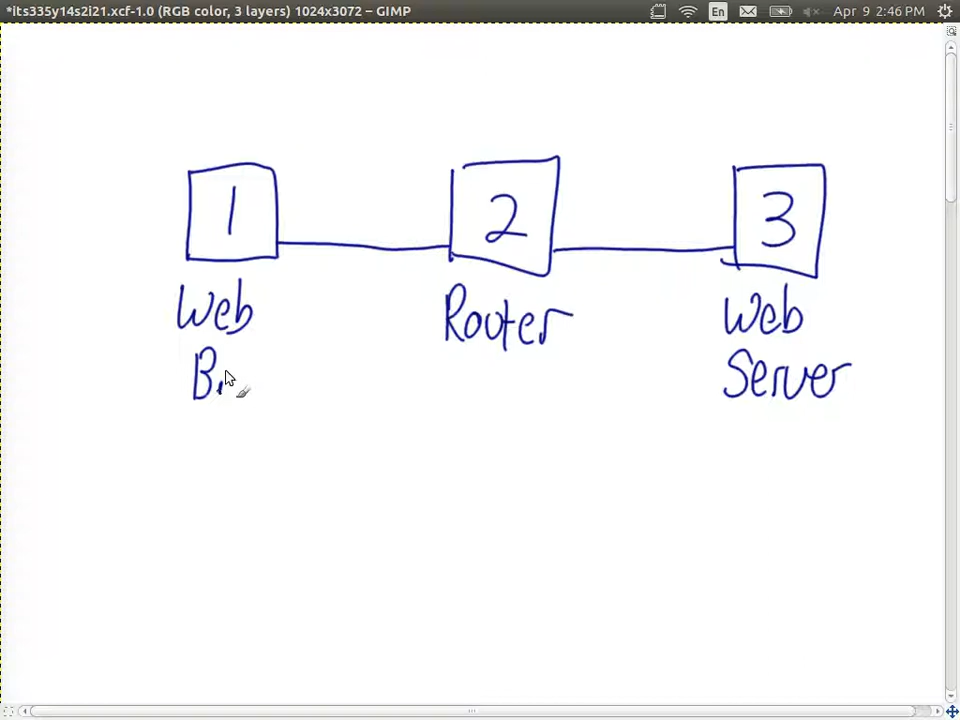 *its335y14s2i21.xcf-1.0 (RGB color, 3 layers) 1024x3072 – GIMP
En
Apr 9 2:46 PM
1
2
3
Web
Router
Web
Server